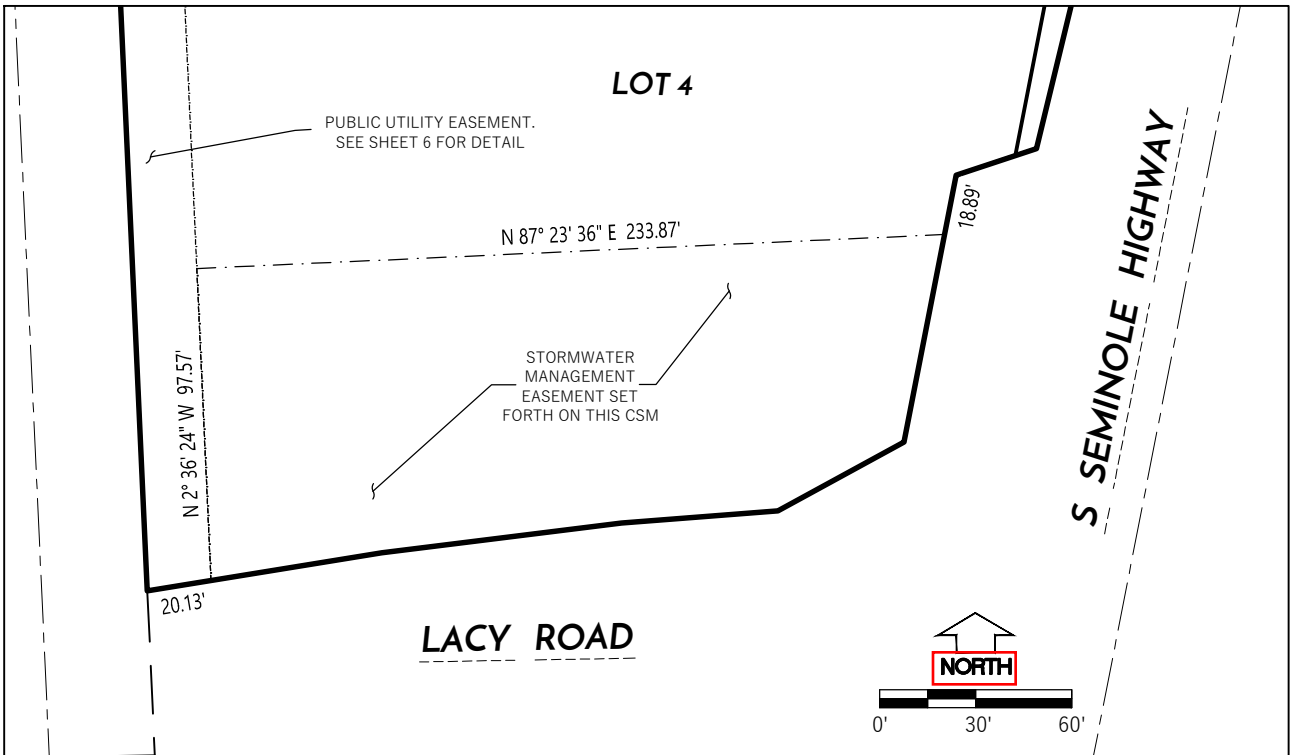 LOT 4
PUBLIC UTILITY EASEMENT.
SEE SHEET 6 FOR DETAIL
18.89'
N 87° 23' 36" E 233.87'
S SEMINOLE HIGHWAY
N 2° 36' 24" W 97.57'
STORMWATER
MANAGEMENT
EASEMENT SET
FORTH ON THIS CSM
20.13'
LACY ROAD
NORTH
0' 30' 60'